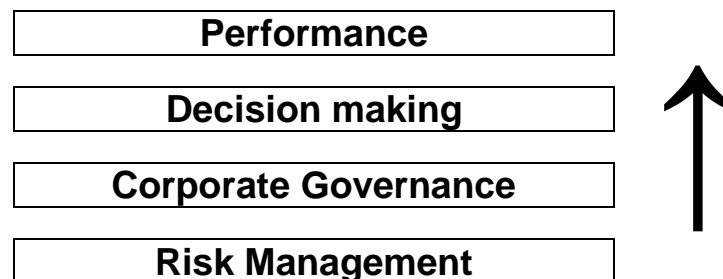 Performance
Decision making
Corporate Governance
Risk Management